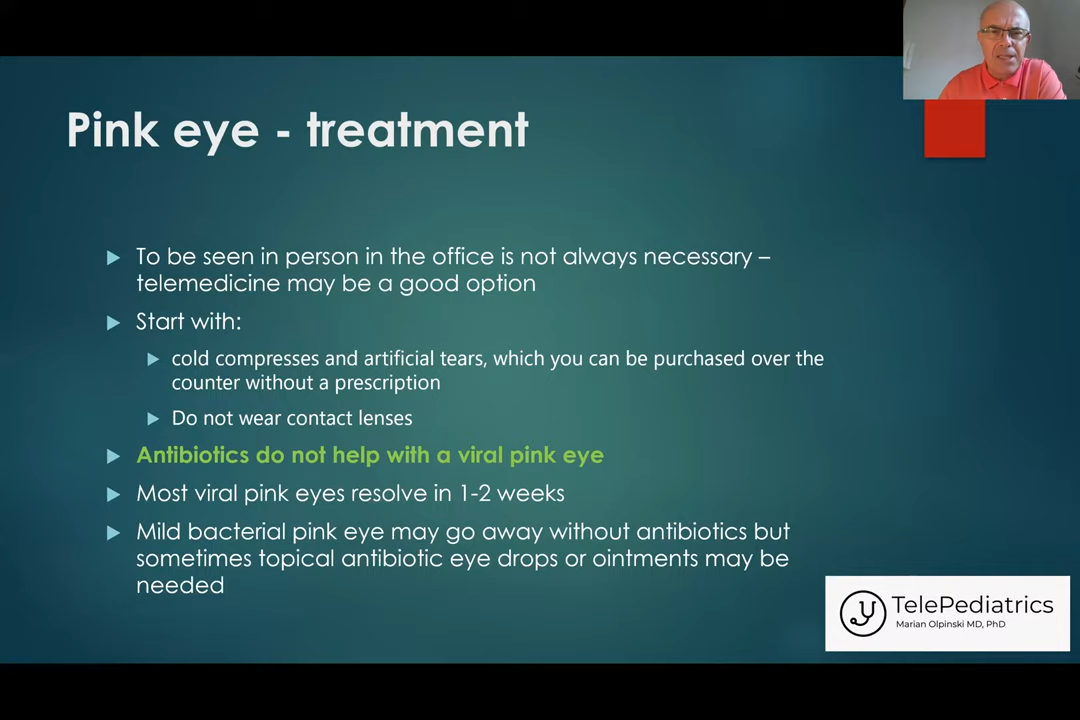 Pink eye - treatment
To be seen in person in the office is not always necessary –
telemedicine may be a good option
Start with:
cold compresses and artificial tears, which you can be purchased over the
counter without a prescription
Do not wear contact lenses
Antibiotics do not help with a viral pink eye
Most viral pink eyes resolve in 1-2 weeks
Mild bacterial pink eye may go away without antibiotics but
sometimes topical antibiotic eye drops or ointments may be
needed
TelePediatrics
Marian Olpinski MD, PhD